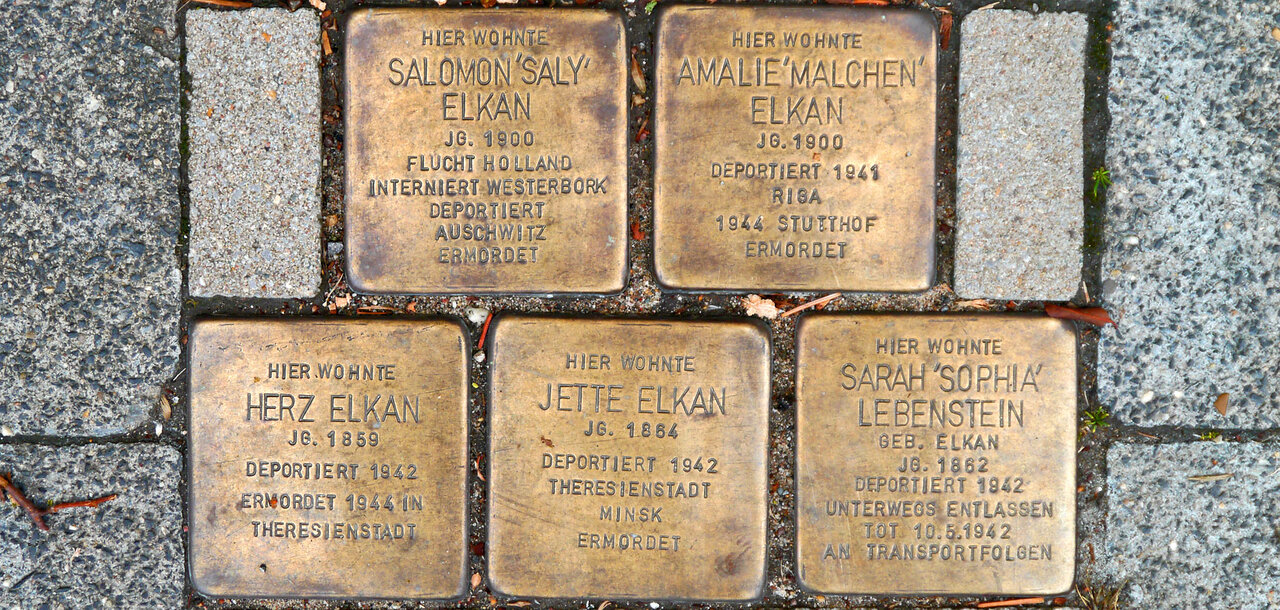 HIER WOHNTE
SALOMON 'SALY'
ELKAN
JG. 1900
FLUCHT HOLLAND
INTERNIERT WESTERBORK
DEPORTIERT
AUSCHWITZ
ERMORDET
HIER WOHNTE
AMALIE 'MALCHEN'
ELKAN
JG. 1900
DEPORTIERT 1941
RIGA
1944 STUTTHOF
ERMORDET
HIER WOHNTE
HERZ ELKAN
JG. 1859
DEPORTIERT 1942
ERMORDET 1944 IN
THERESIENSTADT
HIER WOHNTE
JETTE ELKAN
JG. 1864
DEPORTIERT 1942
THERESIENSTADT
MINSK
ERMORDET
HIER WOHNTE
SARAH 'SOPHIA'
LEBENSTEIN
GEB. ELKAN
JG. 1862
DEPORTIERT 1942
UNTERWEGS ENTLASSEN
TOT 10.5.1942
AN TRANSPORTFOLGEN